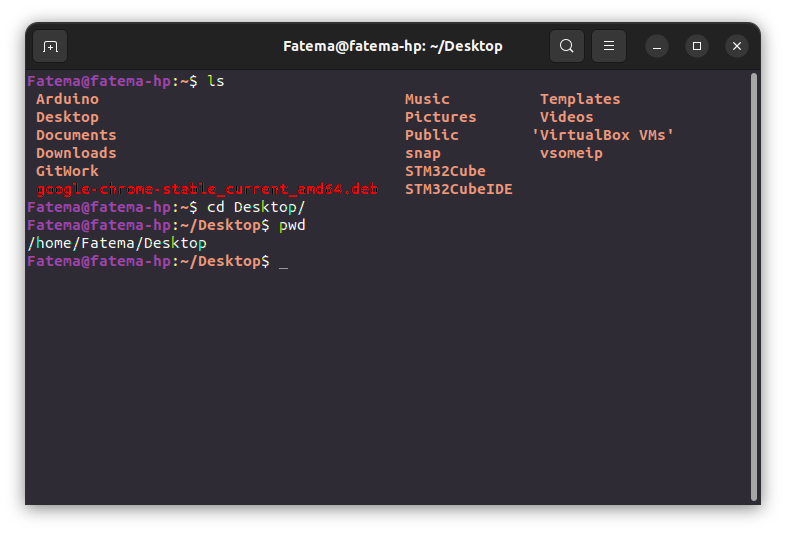 Fatema@fatema-hp: ~/Desktop
Fatema@fatema-hp:~$ ls
Arduino Music Templates
Desktop Pictures Videos
Documents Public 'VirtualBox VMs'
Downloads snap vsomeip
GitWork STM32Cube
google-chrome-stable_current_amd64.deb STM32CubeIDE
Fatema@fatema-hp:~$ cd Desktop/
Fatema@fatema-hp:~/Desktop$ pwd
/home/Fatema/Desktop
Fatema@fatema-hp:~/Desktop$ _